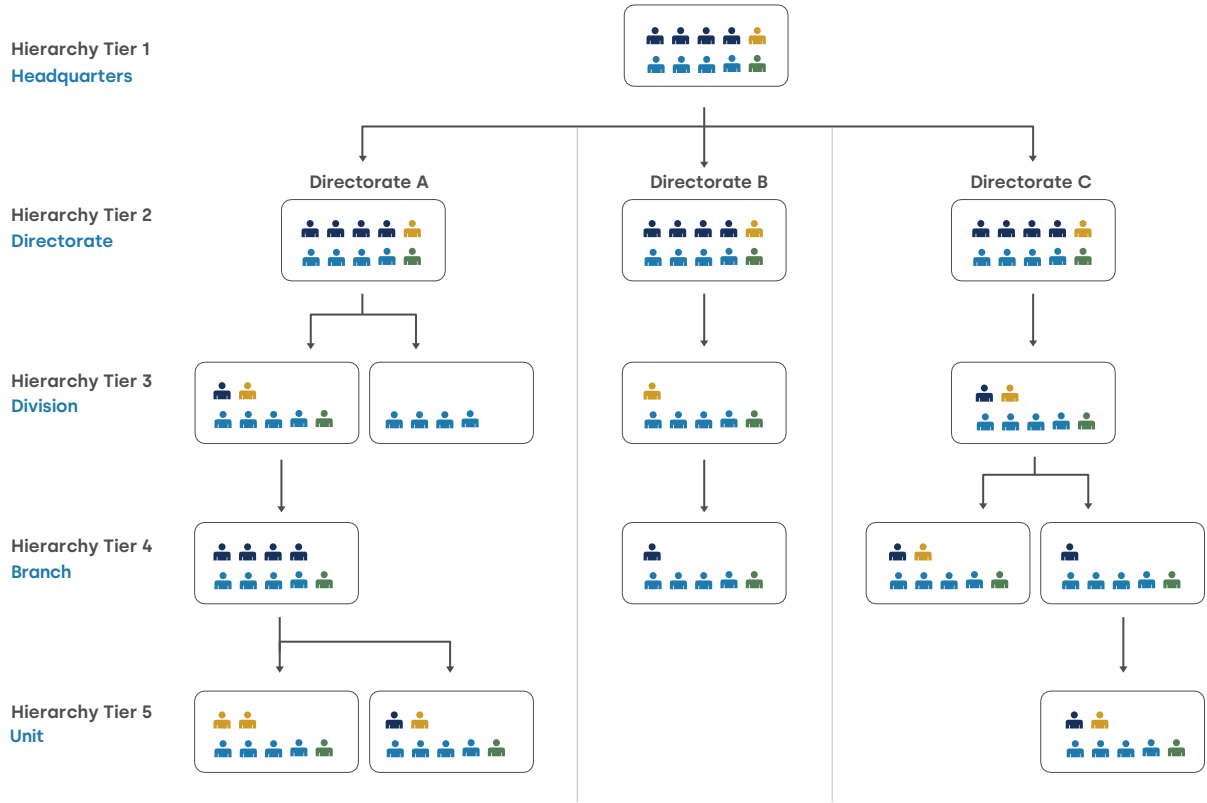 Hierarchy Tier 1
Headquarters
Directorate A
Directorate B
Directorate C
Hierarchy Tier 2
Directorate
Hierarchy Tier 3
Division
Hierarchy Tier 4
Branch
Hierarchy Tier 5
Unit